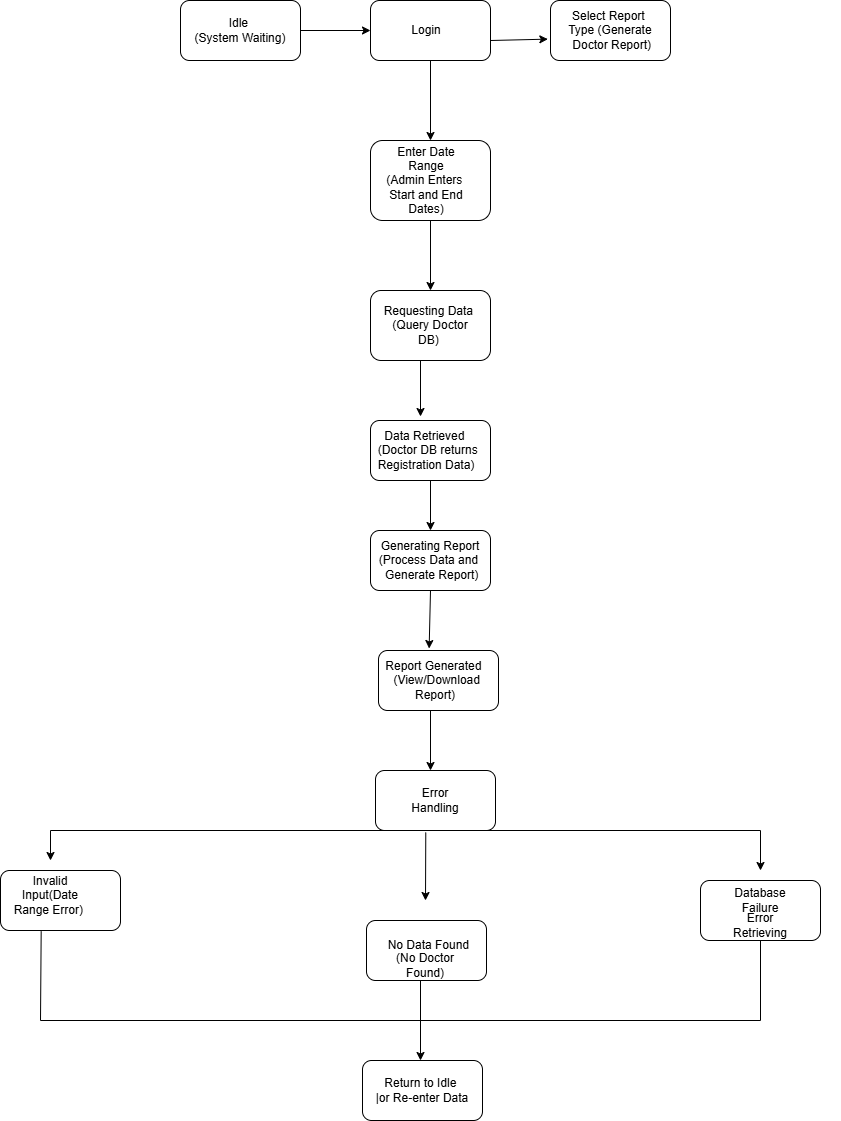 Idle
(System Waiting)
Login
Select Report
Type (Generate
Doctor Report)
Enter Date
Range
(Admin Enters
Start and End
Dates)
Requesting Data
(Query Doctor
DB)
Data Retrieved
(Doctor DB returns
Registration Data)
Generating Report
(Process Data and
Generate Report)
Report Generated
(View/Download
Report)
Error
Handling
Invalid
Input(Date
Range Error)
No Data Found
(No Doctor
Found)
Database
Failure
Error
Retrieving
Return to Idle
|or Re-enter Data